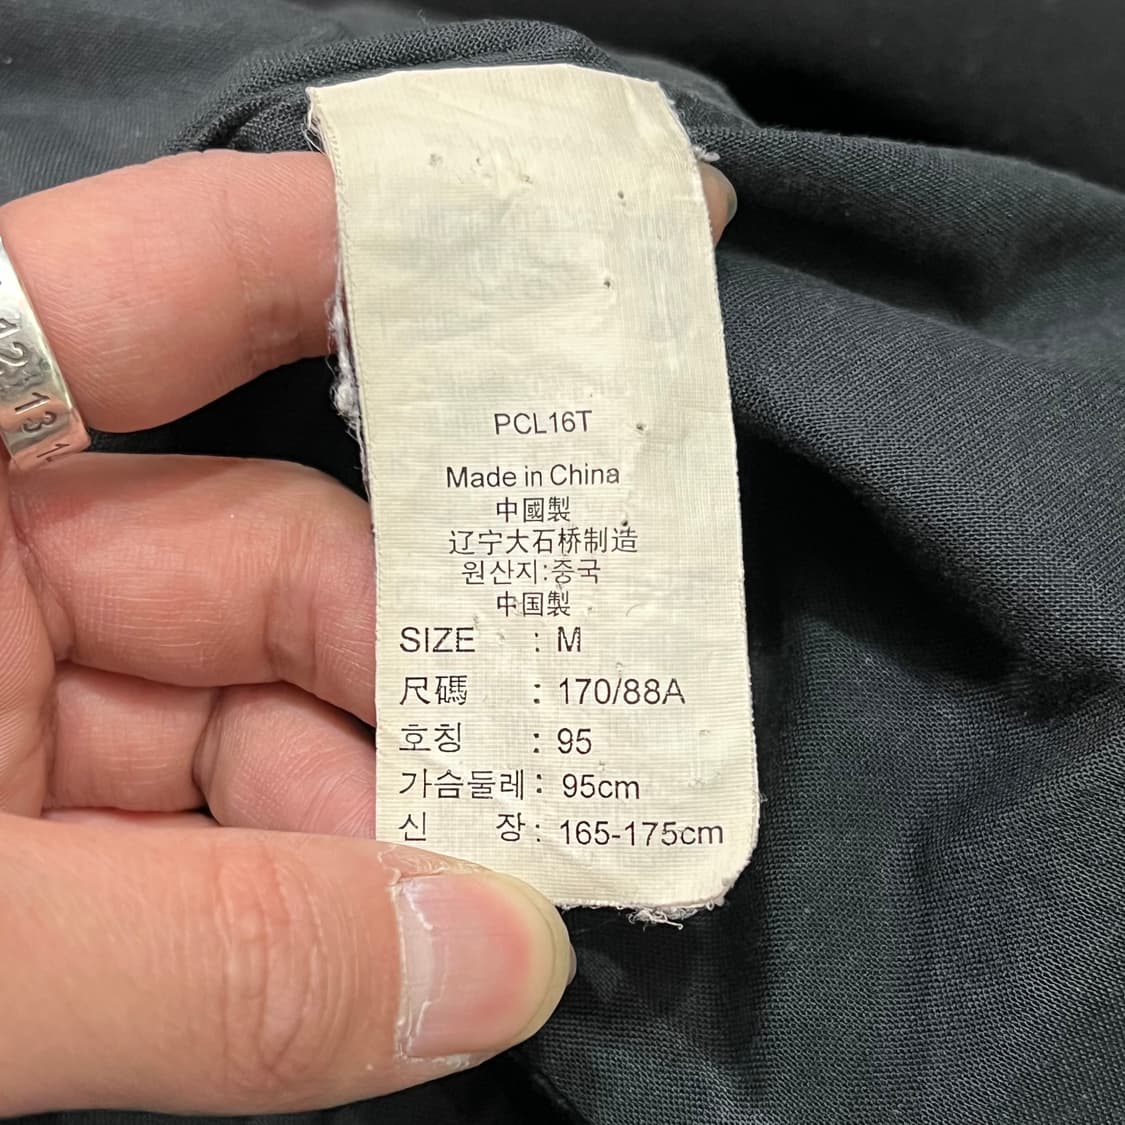 PCL16T
Made in China
中國製
辽宁大石桥制造
원산지:중국
中国製
SIZE : M
尺碼 : 170/88A
호칭 : 95
가슴둘레 : 95cm
신 장 : 165-175cm
12 13